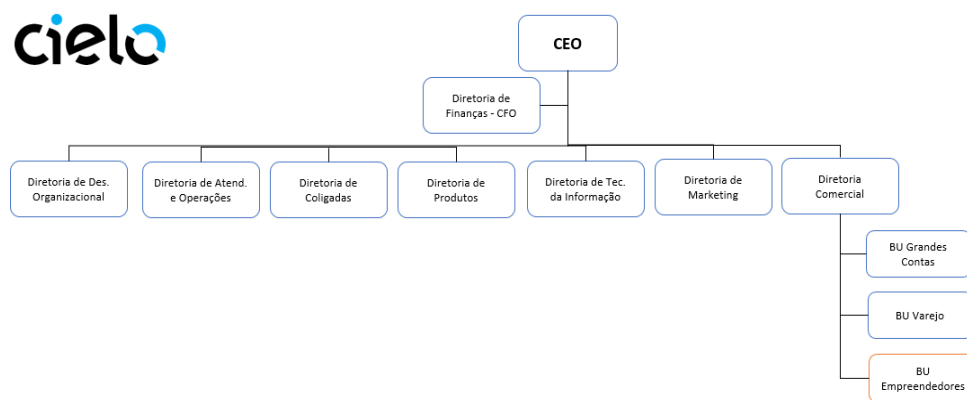 cielo
CEO
Diretoria de
Finanças - CFO
Diretoria de Des.
Organizacional
Diretoria de Atend.
e Operações
Diretoria de
Coligadas
Diretoria de
Produtos
Diretoria de Tec.
da Informação
Diretoria de
Marketing
Diretoria
Comercial
BU Grandes
Contas
BU Varejo
BU
Empreendedores